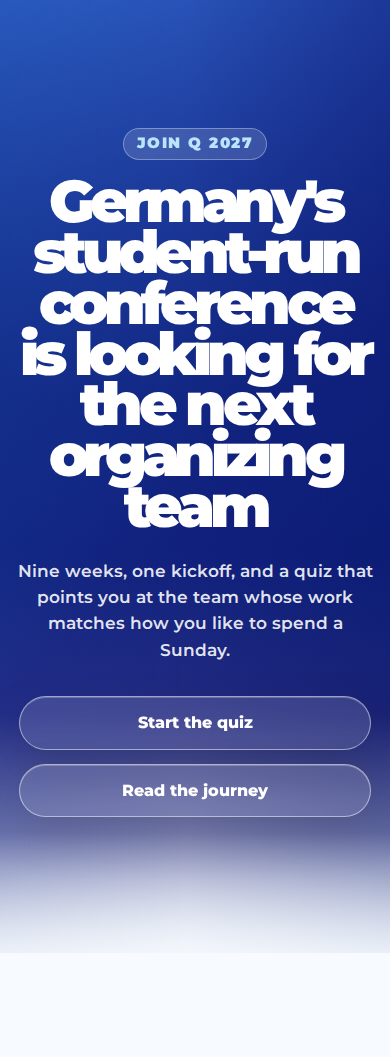 JOIN Q 2027
Germany's
student-run
conference
is looking for
the next
organizing
team
Nine weeks, one kickoff, and a quiz that
points you at the team whose work
matches how you like to spend a
Sunday.
Start the quiz
Read the journey